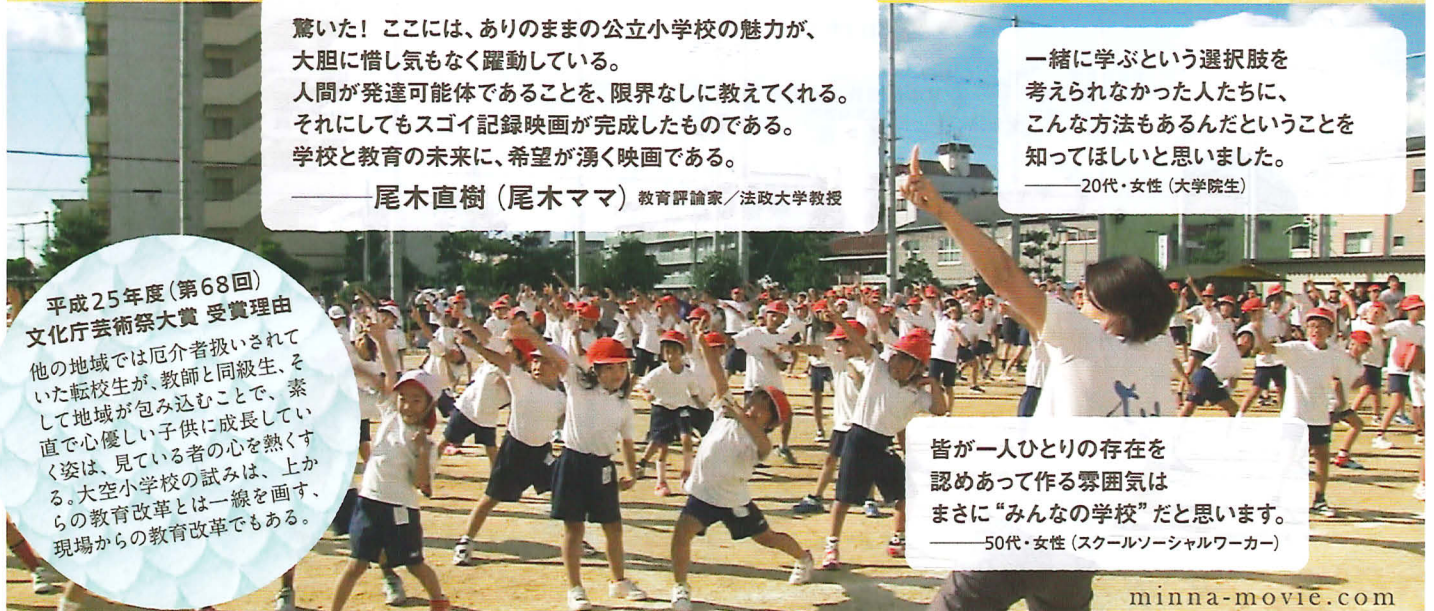 驚いた! ここには、ありのままの公立小学校の魅力が、
大胆に惜し気もなく躍動している。
人間が発達可能体であることを、限界なしに教えてくれる。
それにしてもスゴイ記録映画が完成したものである。
学校と教育の未来に、希望が湧く映画である。
———尾木直樹(尾木ママ) 教育評論家/法政大学教授
一緒に学ぶという選択肢を
考えられなかった人たちに、
こんな方法もあるんだということを
知ってほしいと思いました。
———20代・女性(大学院生)
平成25年度(第68回)
文化庁芸術祭大賞 受賞理由
他の地域では厄介者扱いされて
いた転校生が、教師と同級生、そ
して地域が包み込むことで、素
直で心優しい子供に成長してい
く姿は、見ている者の心を熱くす
る。大空小学校の試みは、上か
らの教育改革とは一線を画す、
現場からの教育改革でもある。
皆が一人ひとりの存在を
認めあって作る雰囲気は
まさに“みんなの学校”だと思います。
———50代・女性(スクールソーシャルワーカー)
minna-movie.com